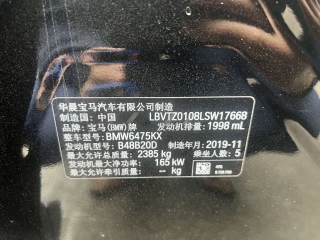 华晨宝马汽车有限公司制造
制造国：中国 LBVTZ0108LSW17668
品牌：宝马(BMW)牌 发动机排量：1998 mL
整车型号：BMW6475KX
发动机型号：B48B20D 制造年月：2019-11
最大允许总质量：2385 kg 乘坐人数：5
发动机最大净功率：165 kW
最大允许牵引质量：-- kg